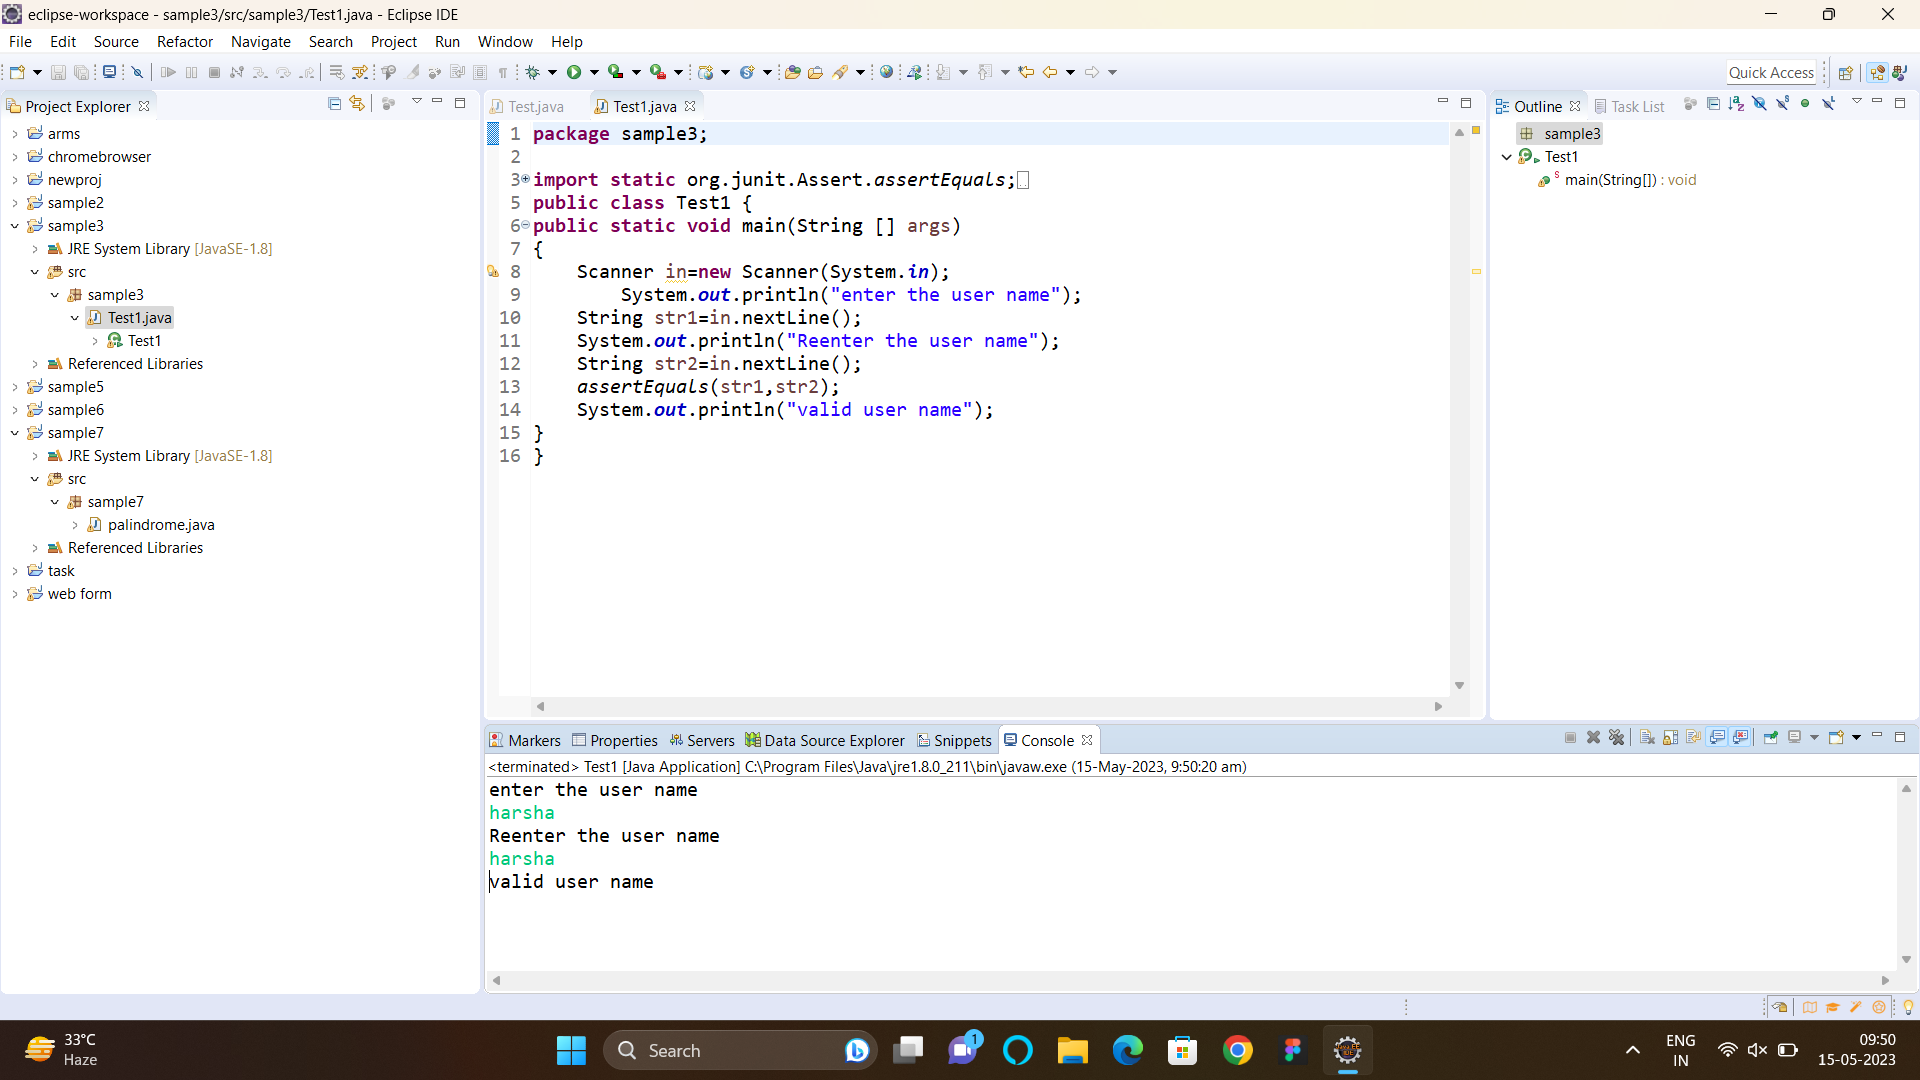 eclipse-workspace - sample3/src/sample3/Test1.java - Eclipse IDE
File Edit Source Refactor Navigate Search Project Run Window Help
Quick Access
Project Explorer
arms
chromebrowser
newproj
sample2
sample3
JRE System Library [JavaSE-1.8]
src
sample3
Test1.java
Test1
Referenced Libraries
sample5
sample6
sample7
JRE System Library [JavaSE-1.8]
src
sample7
palindrome.java
Referenced Libraries
task
web form
Test.java Test1.java
1 package sample3;
2
3 import static org.junit.Assert.assertEquals;
5 public class Test1 {
6 public static void main(String [] args)
7 {
8 Scanner in=new Scanner(System.in);
9 System.out.println("enter the user name");
10 String str1=in.nextLine();
11 System.out.println("Reenter the user name");
12 String str2=in.nextLine();
13 assertEquals(str1,str2);
14 System.out.println("valid user name");
15 }
16 }
Outline Task List
sample3
Test1
main(String[]) : void
Markers Properties Servers Data Source Explorer Snippets Console
<terminated> Test1 [Java Application] C:\Program Files\Java\jre1.8.0_211\bin\javaw.exe (15-May-2023, 9:50:20 am)
enter the user name
harsha
Reenter the user name
harsha
valid user name
33°C
Haze
Search
1
ENG
IN
09:50
15-05-2023